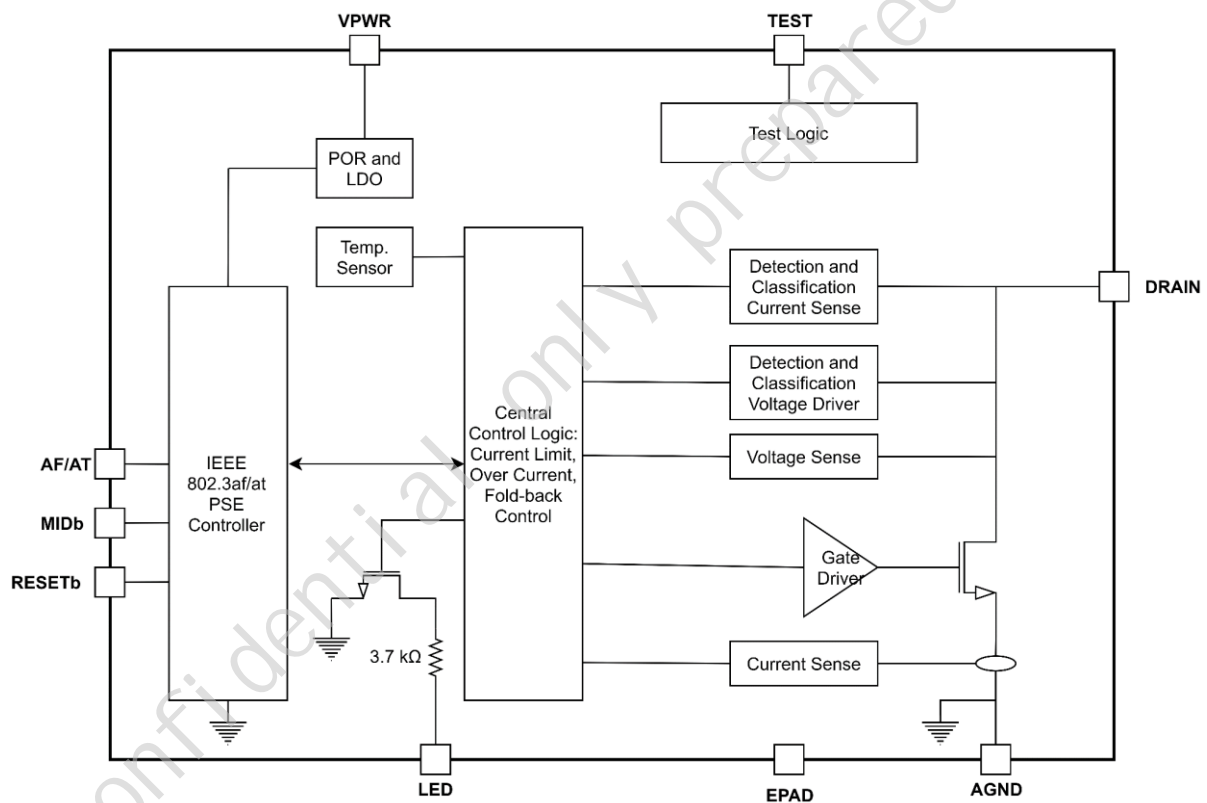 VPWR
TEST
Test Logic
POR and
LDO
Temp.
Sensor
Detection and
Classification
Current Sense
DRAIN
Detection and
Classification
Voltage Driver
Central
Control Logic:
Current Limit,
Over Current,
Fold-back
Control
Voltage Sense
AF/AT
MIDb
RESETb
IEEE
802.3af/at
PSE
Controller
Gate
Driver
3.7 kΩ
Current Sense
LED
EPAD
AGND
only prepared